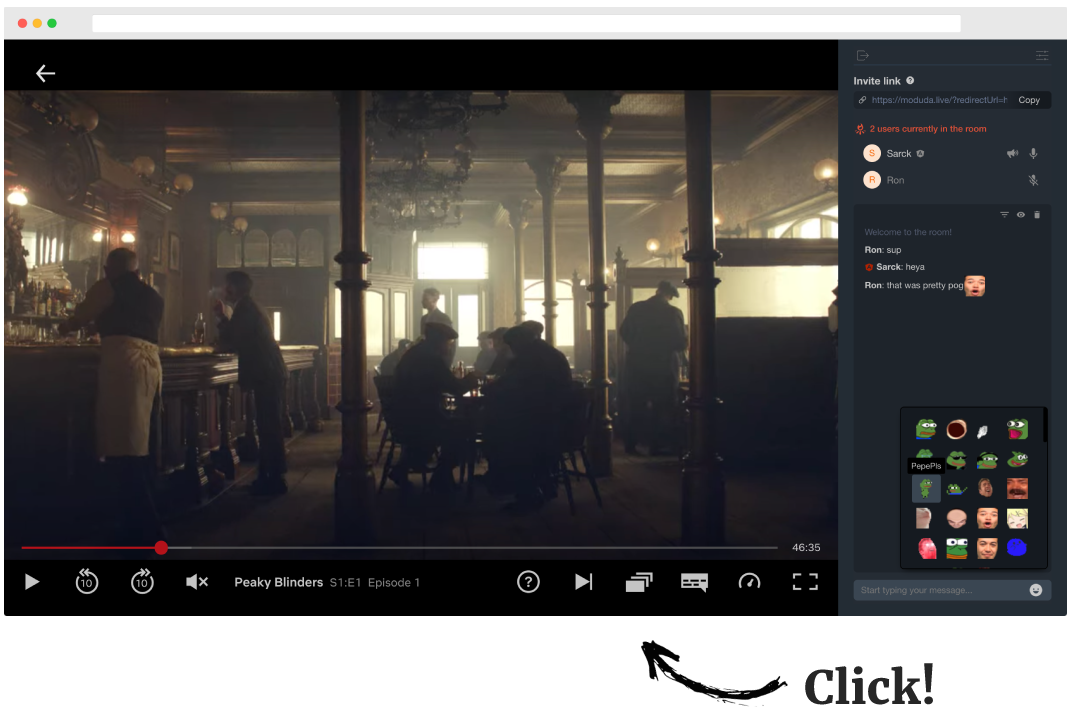 Invite link ?
https://moduda.live/?redirectUrl=h Copy
2 users currently in the room
S Sarck
R Ron
Welcome to the room!
Ron: sup
Sarck: heya
Ron: that was pretty pog
PepePls
46:35
10 10 Peaky Blinders S1:E1 Episode 1 ?
Start typing your message...
Click!